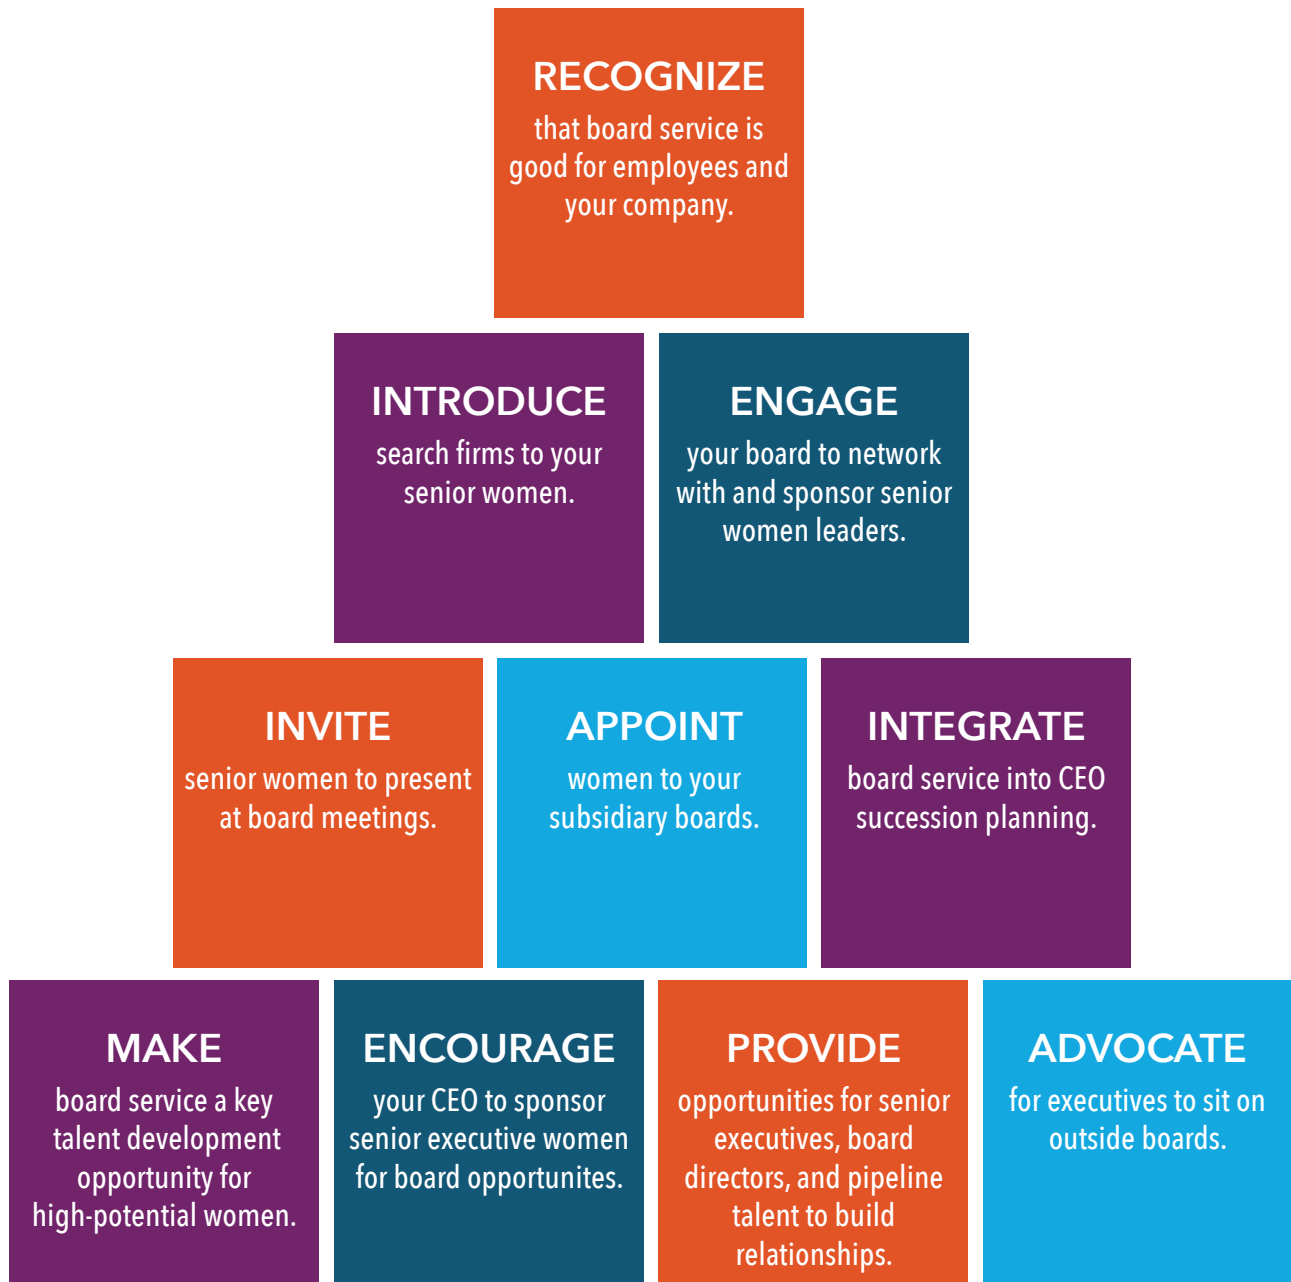 RECOGNIZE
that board service is
good for employees and
your company.
INTRODUCE
search firms to your
senior women.
ENGAGE
your board to network
with and sponsor senior
women leaders.
INVITE
senior women to present
at board meetings.
APPOINT
women to your
subsidiary boards.
INTEGRATE
board service into CEO
succession planning.
MAKE
board service a key
talent development
opportunity for
high-potential women.
ENCOURAGE
your CEO to sponsor
senior executive women
for board opportunites.
PROVIDE
opportunities for senior
executives, board
directors, and pipeline
talent to build
relationships.
ADVOCATE
for executives to sit on
outside boards.